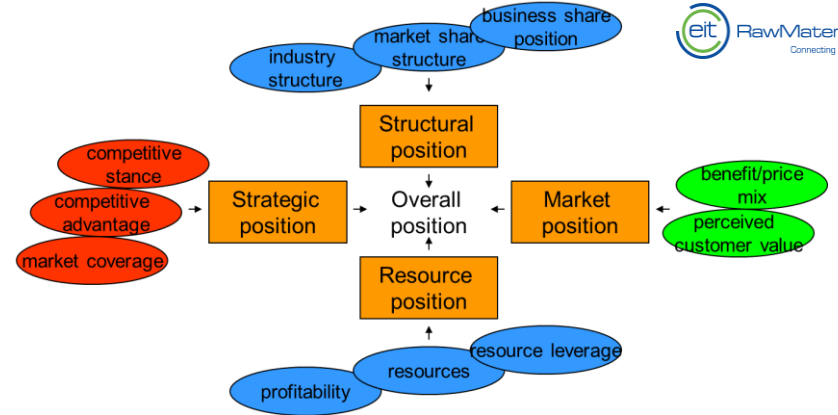 business share
position
market share
structure
industry
structure
eit RawMater
Connecting
Structural
position
competitive
stance
competitive
advantage
market coverage
Strategic
position
Overall
position
Market
position
benefit/price
mix
perceived
customer value
Resource
position
resource leverage
resources
profitability